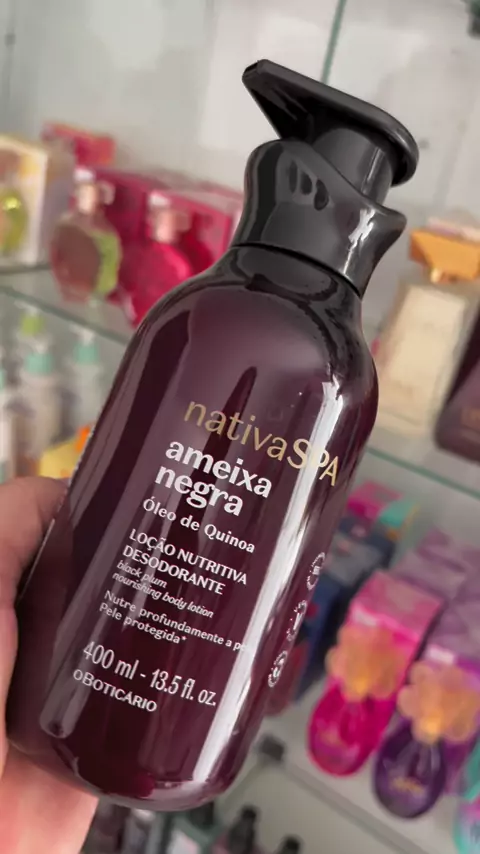 nativaSPA
ameixa
negra
Óleo de Quinoa
LOÇÃO NUTRITIVA
DESODORANTE
black plum
nourishing body lotion
Nutre profundamente a
Pele protegida*
400 ml - 13.5 fl. oz.
oBOTICÁRIO